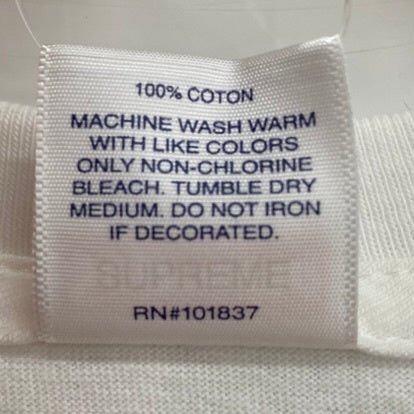 100% COTON
MACHINE WASH WARM
WITH LIKE COLORS
ONLY NON-CHLORINE
BLEACH. TUMBLE DRY
MEDIUM. DO NOT IRON
IF DECORATED.
SUPREME
RN#101837